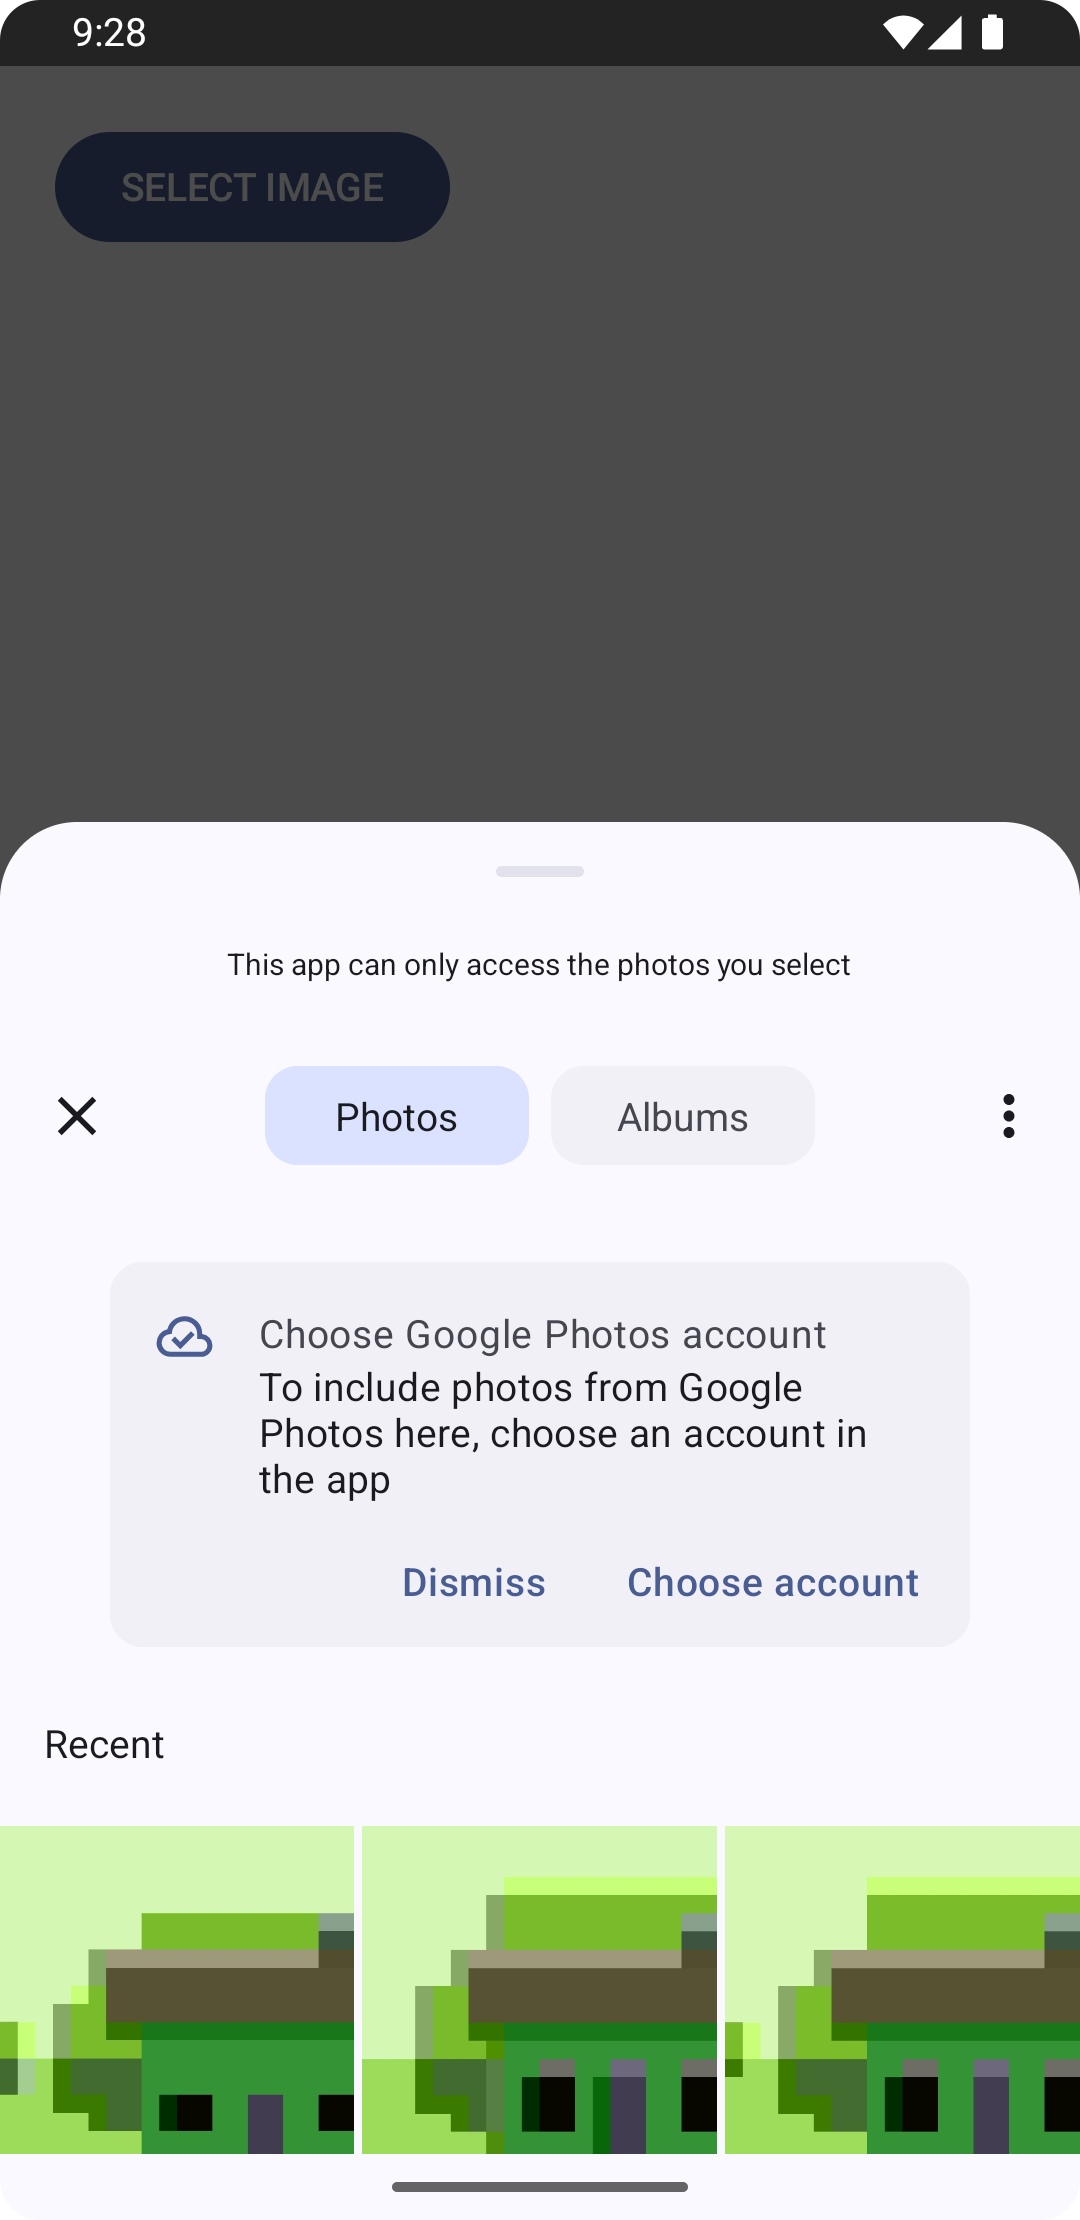 9:28
SELECT IMAGE
This app can only access the photos you select
Photos
Albums
Choose Google Photos account
To include photos from Google
Photos here, choose an account in
the app
Dismiss
Choose account
Recent